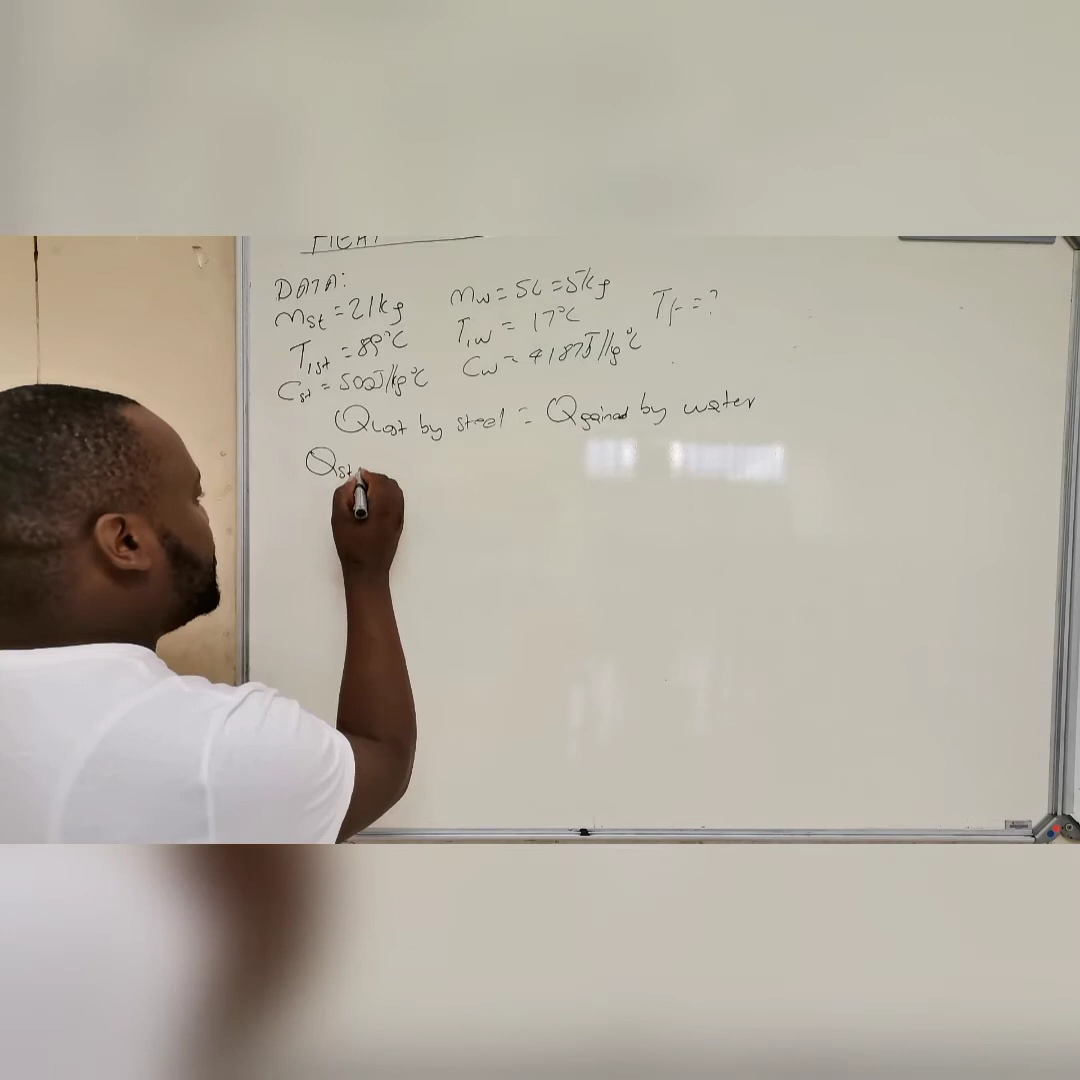 HEAT
DATA:
mst = 21kg mw = 5L = 5kg
T1st = 89°C T1w = 17°C Tf = ?
Cst = 500J/kg°C Cw = 4187J/kg°C
QLost by steel = Qgained by water
Qst